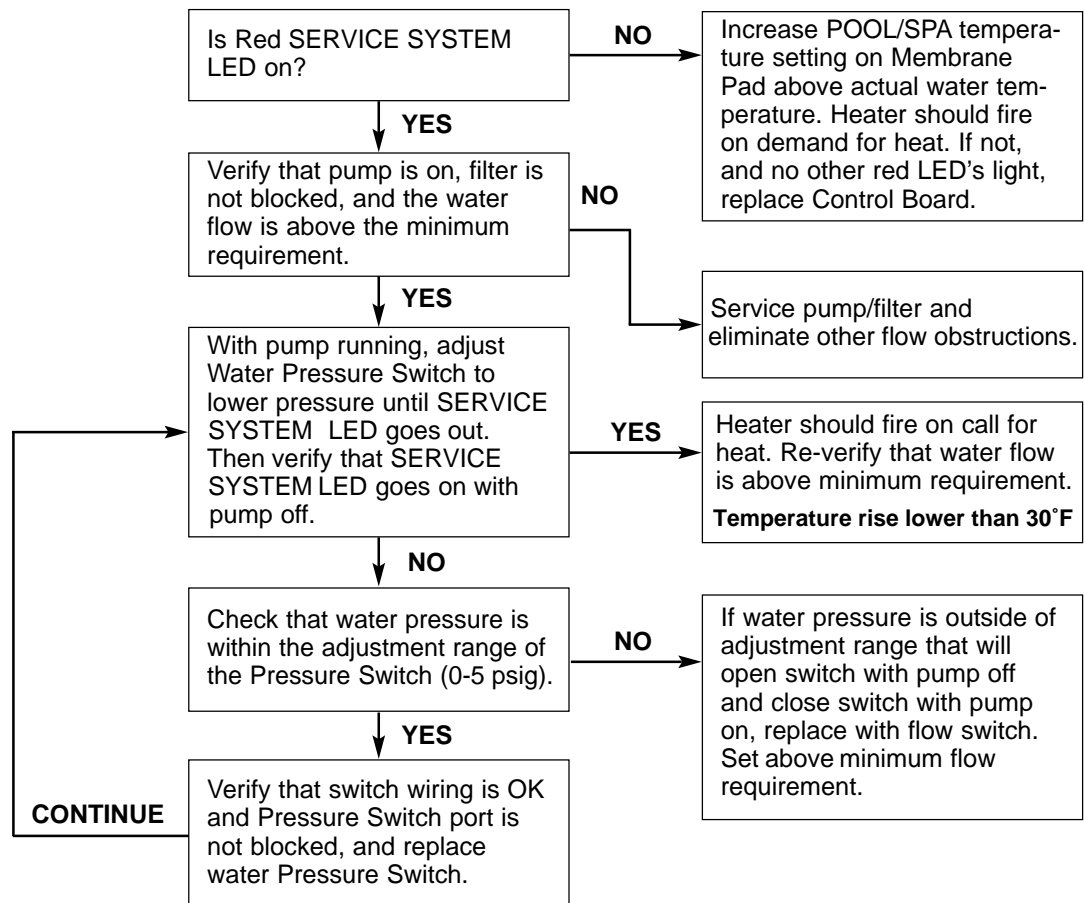 Is Red SERVICE SYSTEM
LED on?
NO
Increase POOL/SPA tempera-
ture setting on Membrane
Pad above actual water tem-
perature. Heater should fire
on demand for heat. If not,
and no other red LED's light,
replace Control Board.
YES
Verify that pump is on, filter is
not blocked, and the water
flow is above the minimum
requirement.
NO
Service pump/filter and
eliminate other flow obstructions.
YES
With pump running, adjust
Water Pressure Switch to
lower pressure until SERVICE
SYSTEM LED goes out.
Then verify that SERVICE
SYSTEM LED goes on with
pump off.
YES
Heater should fire on call for
heat. Re-verify that water flow
is above minimum requirement.
Temperature rise lower than 30˚F
NO
Check that water pressure is
within the adjustment range of
the Pressure Switch (0-5 psig).
NO
If water pressure is outside of
adjustment range that will
open switch with pump off
and close switch with pump
on, replace with flow switch.
Set above minimum flow
requirement.
YES
Verify that switch wiring is OK
and Pressure Switch port is
not blocked, and replace
water Pressure Switch.
CONTINUE